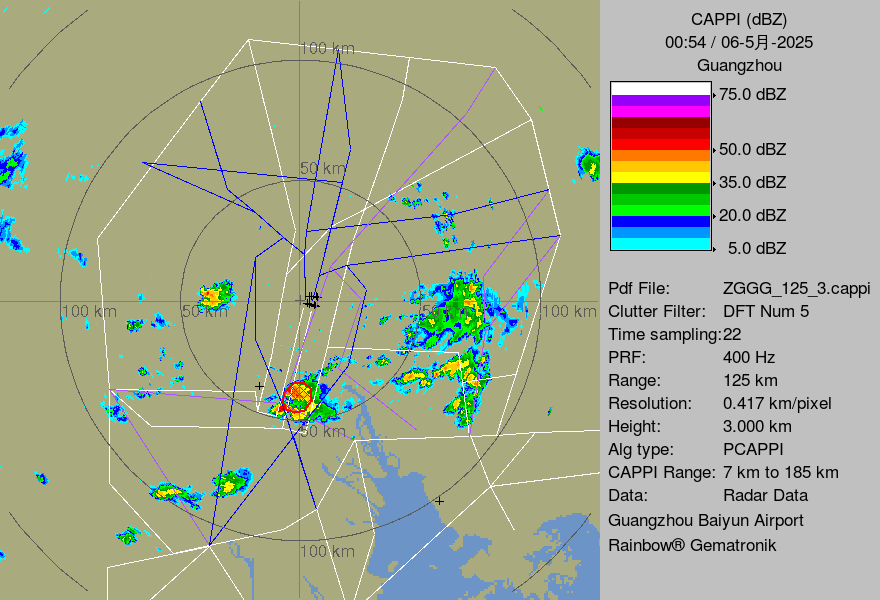 CAPPI (dBZ)
00:54 / 06-5月-2025
Guangzhou
75.0 dBZ
50.0 dBZ
35.0 dBZ
20.0 dBZ
5.0 dBZ
Pdf File: ZGGG_125_3.cappi
Clutter Filter: DFT Num 5
Time sampling:22
PRF: 400 Hz
Range: 125 km
Resolution: 0.417 km/pixel
Height: 3.000 km
Alg type: PCAPPI
CAPPI Range: 7 km to 185 km
Data: Radar Data
Guangzhou Baiyun Airport
Rainbow® Gematronik
100 km
50 km
100 km
50 km
50 km
100 km
50 km
100 km